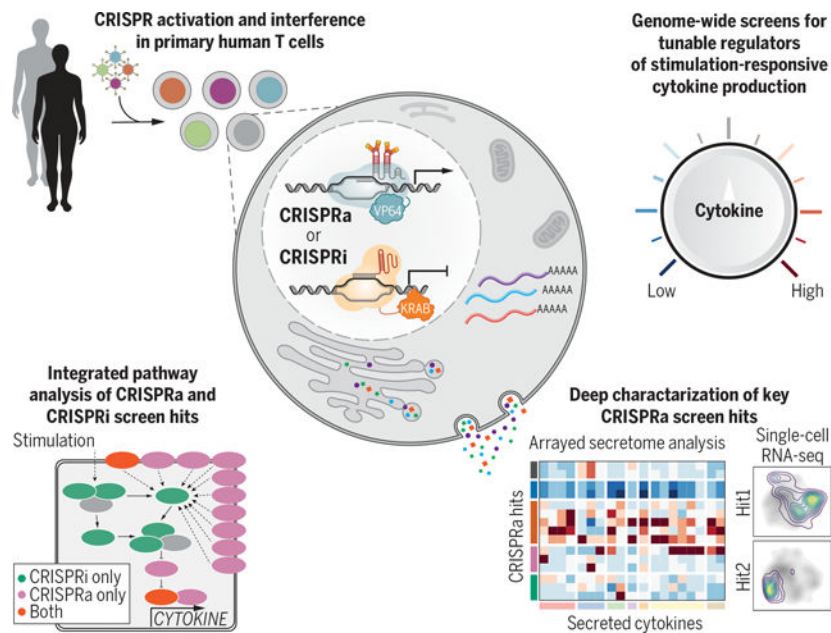 CRISPR activation and interference
in primary human T cells
Genome-wide screens for
tunable regulators
of stimulation-responsive
cytokine production
VP64
CRISPRa
or
CRISPRi
KRAB
AAAAA
AAAAA
AAAAA
Cytokine
Low
High
Integrated pathway
analysis of CRISPRa and
CRISPRi screen hits
Stimulation
CRISPRi only
CRISPRa only
Both
CYTOKINE
Deep charactarization of key
CRISPRa screen hits
Arrayed secretome analysis
CRISPRa hits
Secreted cytokines
Single-cell
RNA-seq
Hit1
Hit2